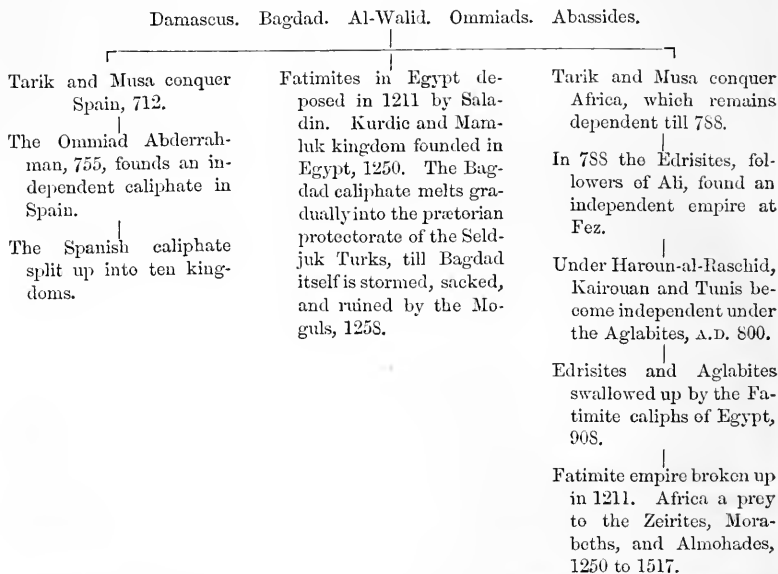 Damascus. Bagdad. Al-Walid. Ommiads. Abassides.
Tarik and Musa conquer
Spain, 712.
The Ommiad Abderrah-
man, 755, founds an in-
dependent caliphate in
Spain.
The Spanish caliphate
split up into ten king-
doms.
Fatimites in Egypt de-
posed in 1211 by Sala-
din. Kurdic and Mam-
luk kingdom founded in
Egypt, 1250. The Bag-
dad caliphate melts gra-
dually into the prætorian
protectorate of the Seld-
juk Turks, till Bagdad
itself is stormed, sacked,
and ruined by the Mo-
guls, 1258.
Tarik and Musa conquer
Africa, which remains
dependent till 788.
In 788 the Edrisites, fol-
lowers of Ali, found an
independent empire at
Fez.
Under Haroun-al-Raschid,
Kairouan and Tunis be-
come independent under
the Aglabites, A.D. 800.
Edrisites and Aglabites
swallowed up by the Fa-
timite caliphs of Egypt,
908.
Fatimite empire broken up
in 1211. Africa a prey
to the Zeirites, Mora-
beths, and Almohades,
1250 to 1517.